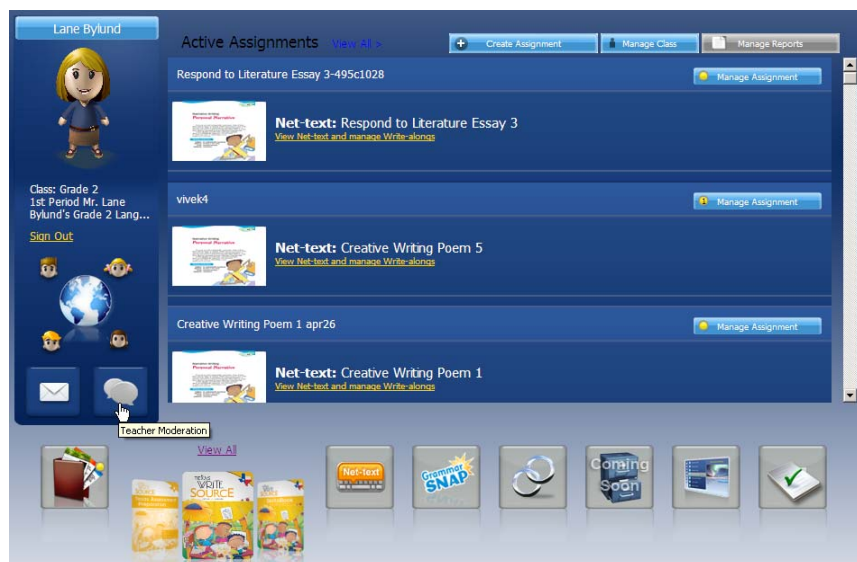 Lane Bylund
Active Assignments View All >
Create Assignment
Manage Class
Manage Reports
Respond to Literature Essay 3-495c1028
Manage Assignment
Net-text: Respond to Literature Essay 3
View Net-text and manage Write-alongs
Class: Grade 2
1st Period Mr. Lane
Bylund's Grade 2 Lang...
Sign Out
vivek4
Manage Assignment
Net-text: Creative Writing Poem 5
View Net-text and manage Write-alongs
Creative Writing Poem 1 apr26
Manage Assignment
Net-text: Creative Writing Poem 1
View Net-text and manage Write-alongs
Teacher Moderation
View All
WRITE
SOURCE
Net-text
Grammar
SNAP
Coming
Soon